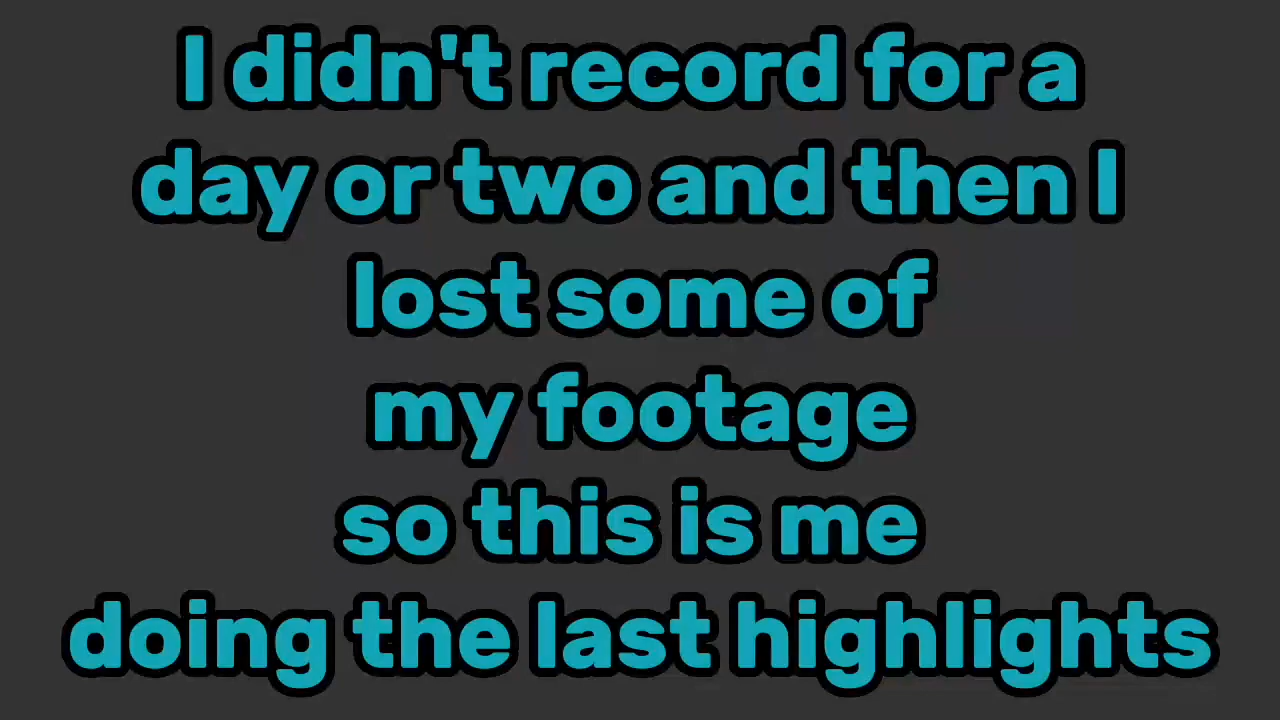 I didn't record for a
day or two and then I
lost some of
my footage
so this is me
doing the last highlights